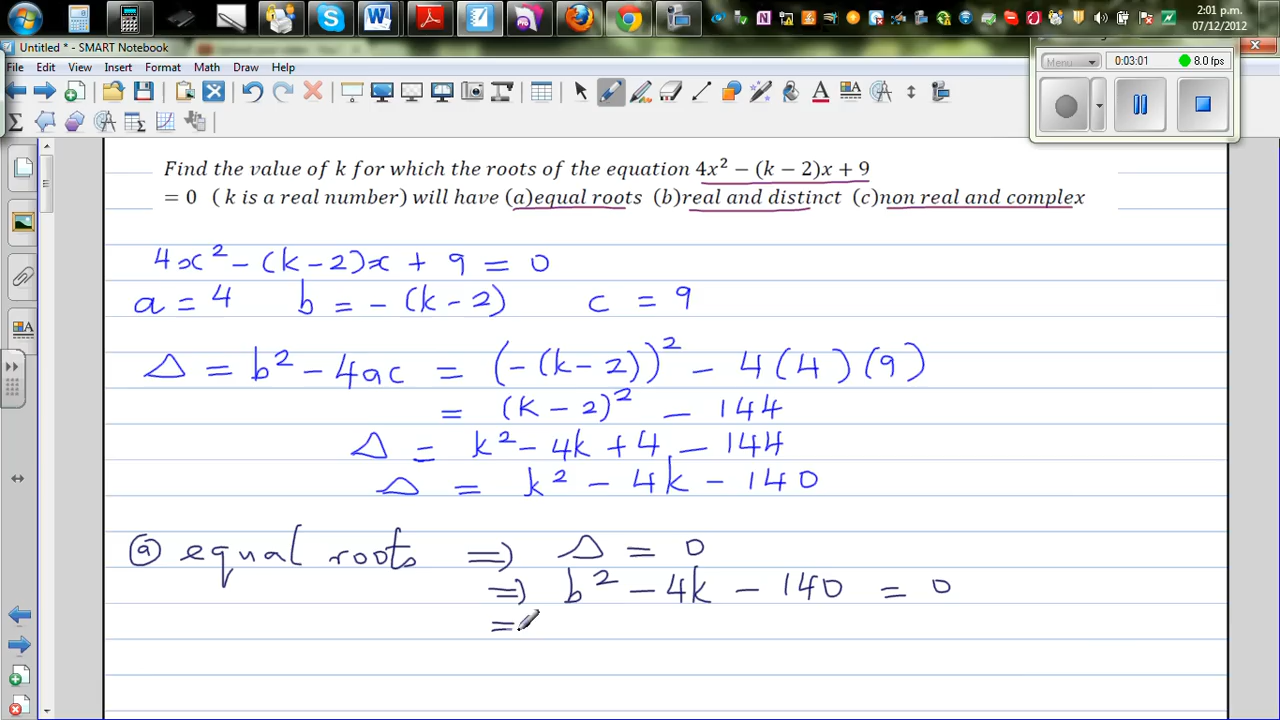 2:01 p.m.
07/12/2012
Untitled * - SMART Notebook
File Edit View Insert Format Math Draw Help
Menu
0:03:01
8.0 fps
Find the value of k for which the roots of the equation 4x² − (k − 2)x + 9
= 0 ( k is a real number) will have (a)equal roots (b)real and distinct (c)non real and complex
4x² − (k − 2)x + 9 = 0
a = 4 b = − (k − 2) c = 9
Δ = b² − 4ac = (−(k − 2))² − 4(4)(9)
= (k − 2)² − 144
Δ = k² − 4k + 4 − 144
Δ = k² − 4k − 140
ⓐ equal roots ⇒ Δ = 0
⇒ b² − 4k − 140 = 0
=